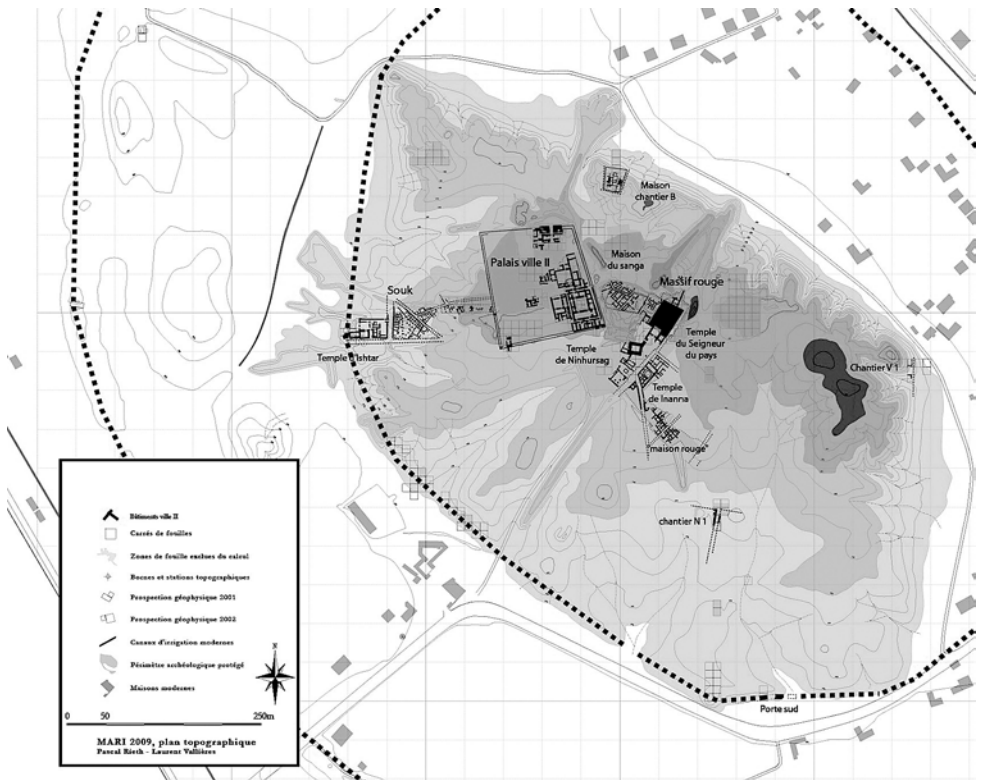 Maison
chantier B
Palais ville II
Maison
du sanga
Massif rouge
Souk
Temple d'Ishtar
Temple
de Ninhursag
Temple
du Seigneur
du pays
Chantier V 1
Temple
de Inanna
maison rouge
chantier N 1
Porte sud
Bâtiments ville II
Carrés de fouilles
Zones de fouille exclues du calcul
Bornes et stations topographiques
Prospection géophysique 2001
Prospection géophysique 2002
Canaux d'irrigation modernes
Périmètre archéologique protégé
Maisons modernes
N
0 50 250m
MARI 2009, plan topographique
Pascal Rieth - Laurent Vallières